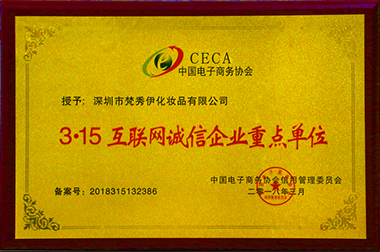 CECA
中国电子商务协会
授予：深圳市梵秀伊化妆品有限公司
3·15 互联网诚信企业重点单位
中国电子商务协会信用管理委员会
备案号：2018315132386
二零一八年三月